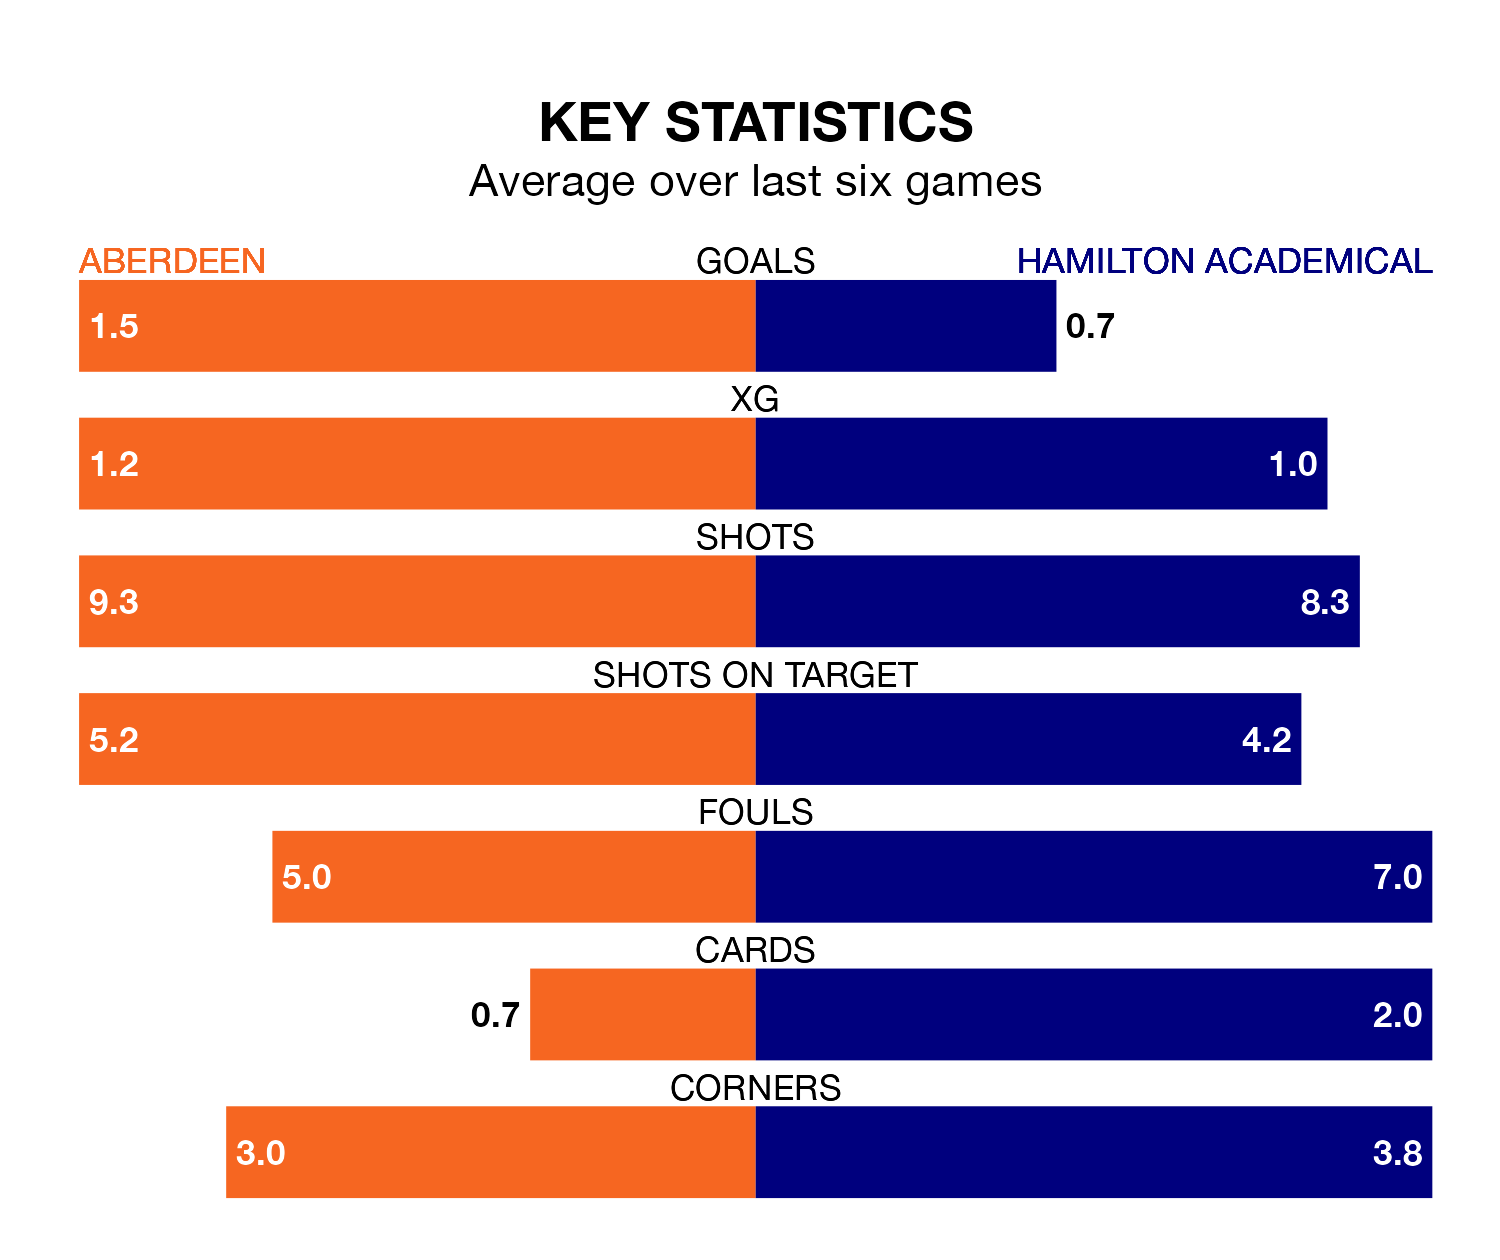 KEY STATISTICS
Average over last six games
ABERDEEN GOALS HAMILTON ACADEMICAL
1.5 0.7
XG
1.2 1.0
SHOTS
9.3 8.3
SHOTS ON TARGET
5.2 4.2
FOULS
5.0 7.0
CARDS
0.7 2.0
CORNERS
3.0 3.8